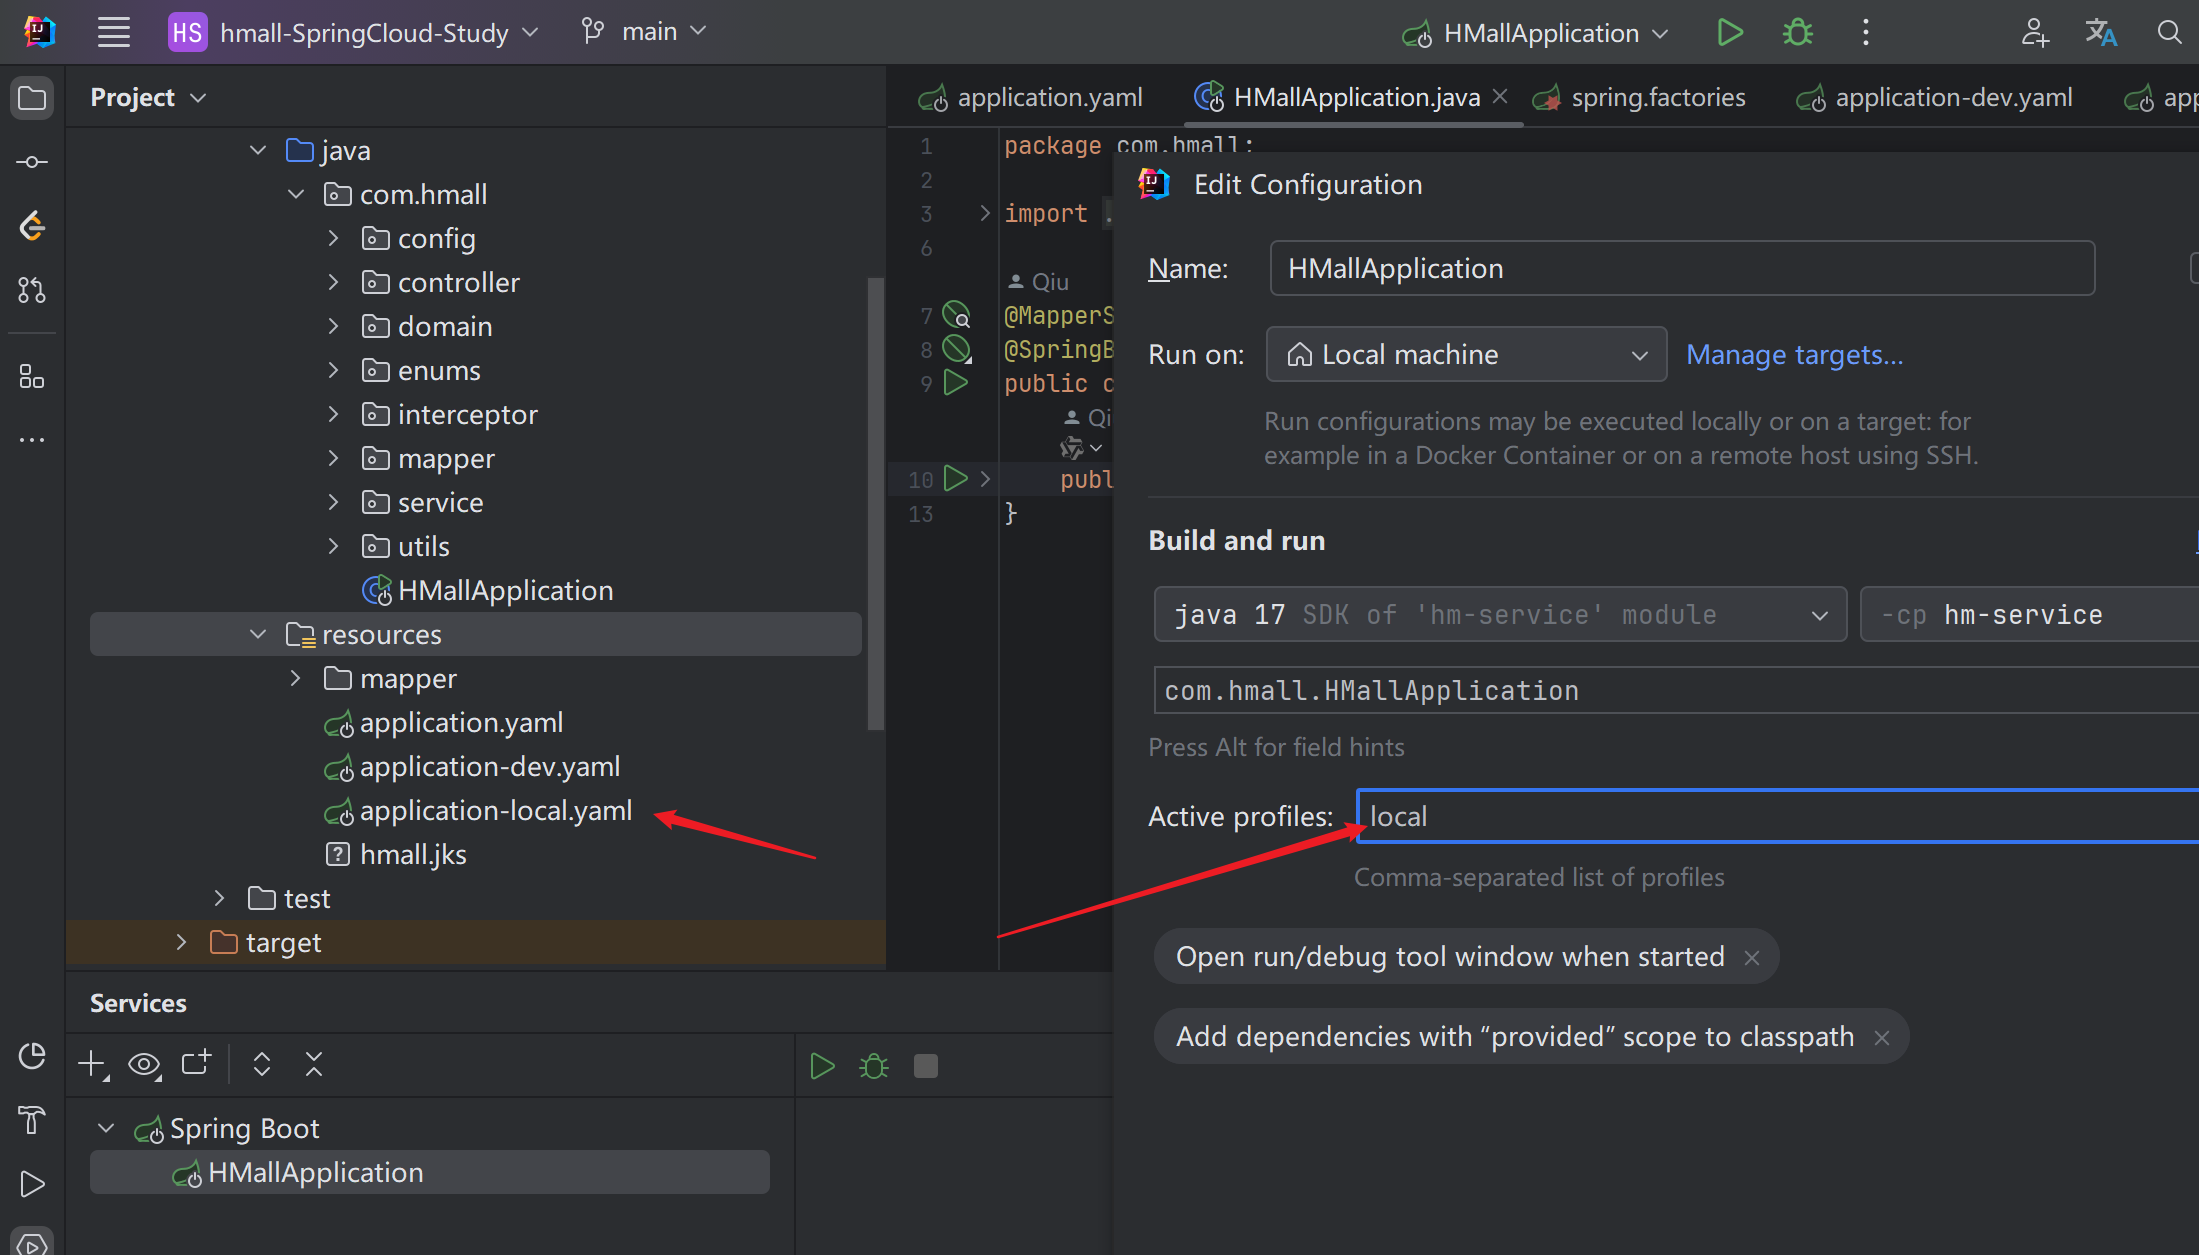 HS hmall-SpringCloud-Study main HMallApplication
Project
application.yaml HMallApplication.java spring.factories application-dev.yaml app
java
com.hmall
config
controller
domain
enums
interceptor
mapper
service
utils
HMallApplication
resources
mapper
application.yaml
application-dev.yaml
application-local.yaml
hmall.jks
test
target
1 package com.hmall;
2
3 import .
6
Qiu
7 @MapperS
8 @SpringB
9 public c
Qi
10 publ
13 }
Edit Configuration
Name: HMallApplication
Run on: Local machine Manage targets...
Run configurations may be executed locally or on a target: for
example in a Docker Container or on a remote host using SSH.
Build and run
java 17 SDK of 'hm-service' module -cp hm-service
com.hmall.HMallApplication
Press Alt for field hints
Active profiles: local
Comma-separated list of profiles
Open run/debug tool window when started ×
Add dependencies with “provided” scope to classpath ×
Services
Spring Boot
HMallApplication